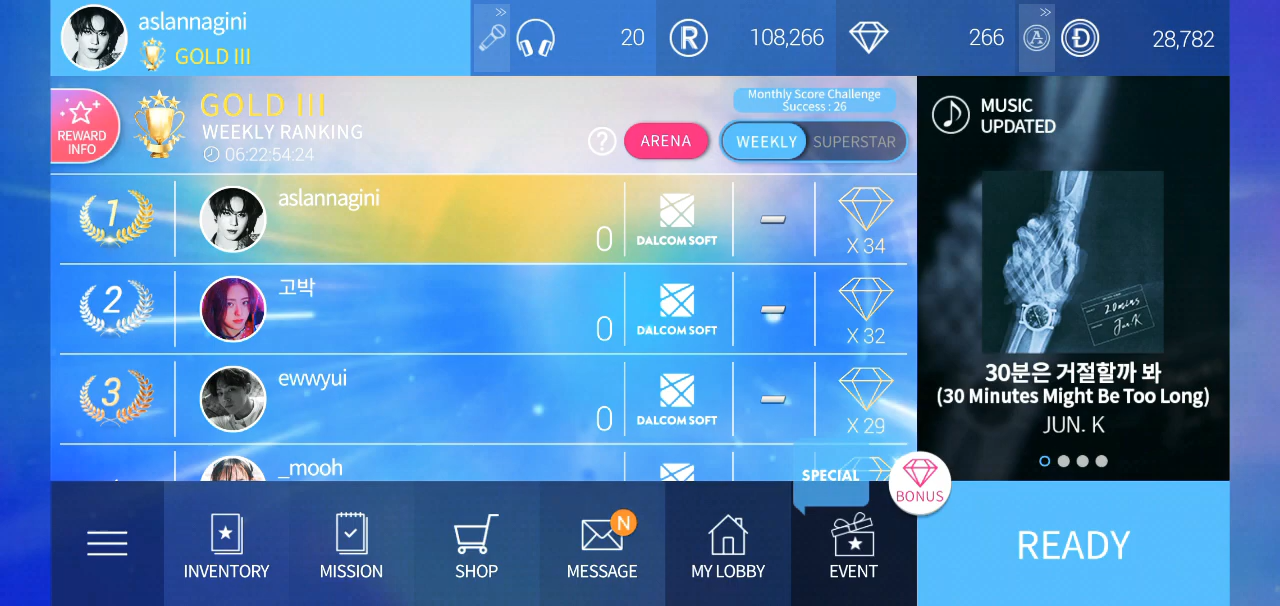 aslannagini
GOLD III
20
R
108,266
266
A
Đ
28,782
REWARD
INFO
GOLD III
WEEKLY RANKING
06:22:54:24
Monthly Score Challenge
Success : 26
?
ARENA
WEEKLY
SUPERSTAR
1
aslannagini
0
DALCOM SOFT
X 34
2
고박
0
DALCOM SOFT
X 32
3
ewwyui
0
DALCOM SOFT
X 29
_mooh
MUSIC
UPDATED
20mins
Jun.K
30분은 거절할까 봐
(30 Minutes Might Be Too Long)
JUN. K
SPECIAL
BONUS
INVENTORY
MISSION
SHOP
N
MESSAGE
MY LOBBY
EVENT
READY